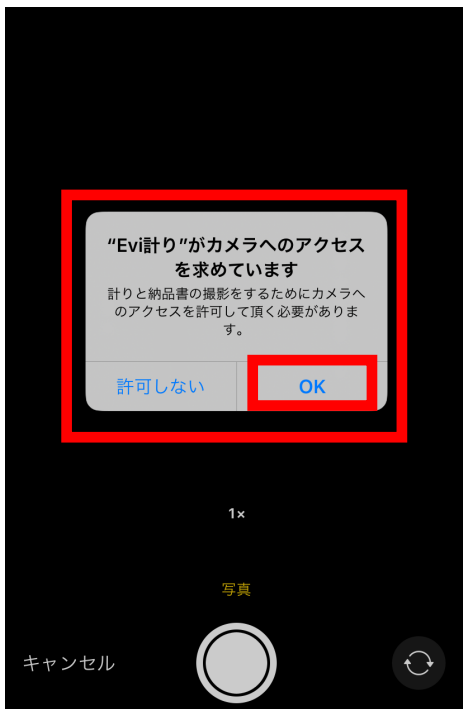 “Evi計り”がカメラへのアクセス
を求めています
計りと納品書の撮影をするためにカメラへ
のアクセスを許可して頂く必要がありま
す。
許可しない
OK
1×
写真
キャンセル